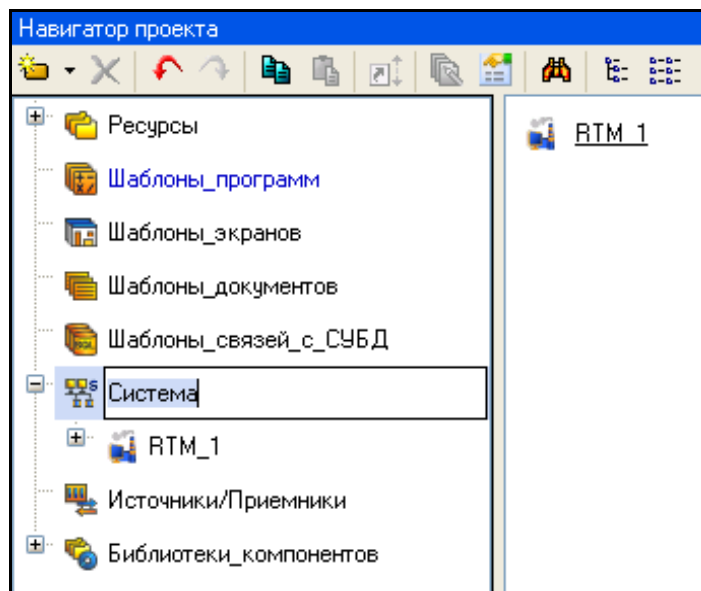 Навигатор проекта
Ресурсы
Шаблоны_программ
Шаблоны_экранов
Шаблоны_документов
Шаблоны_связей_с_СУБД
Система
RTM_1
Источники/Приемники
Библиотеки_компонентов
RTM_1